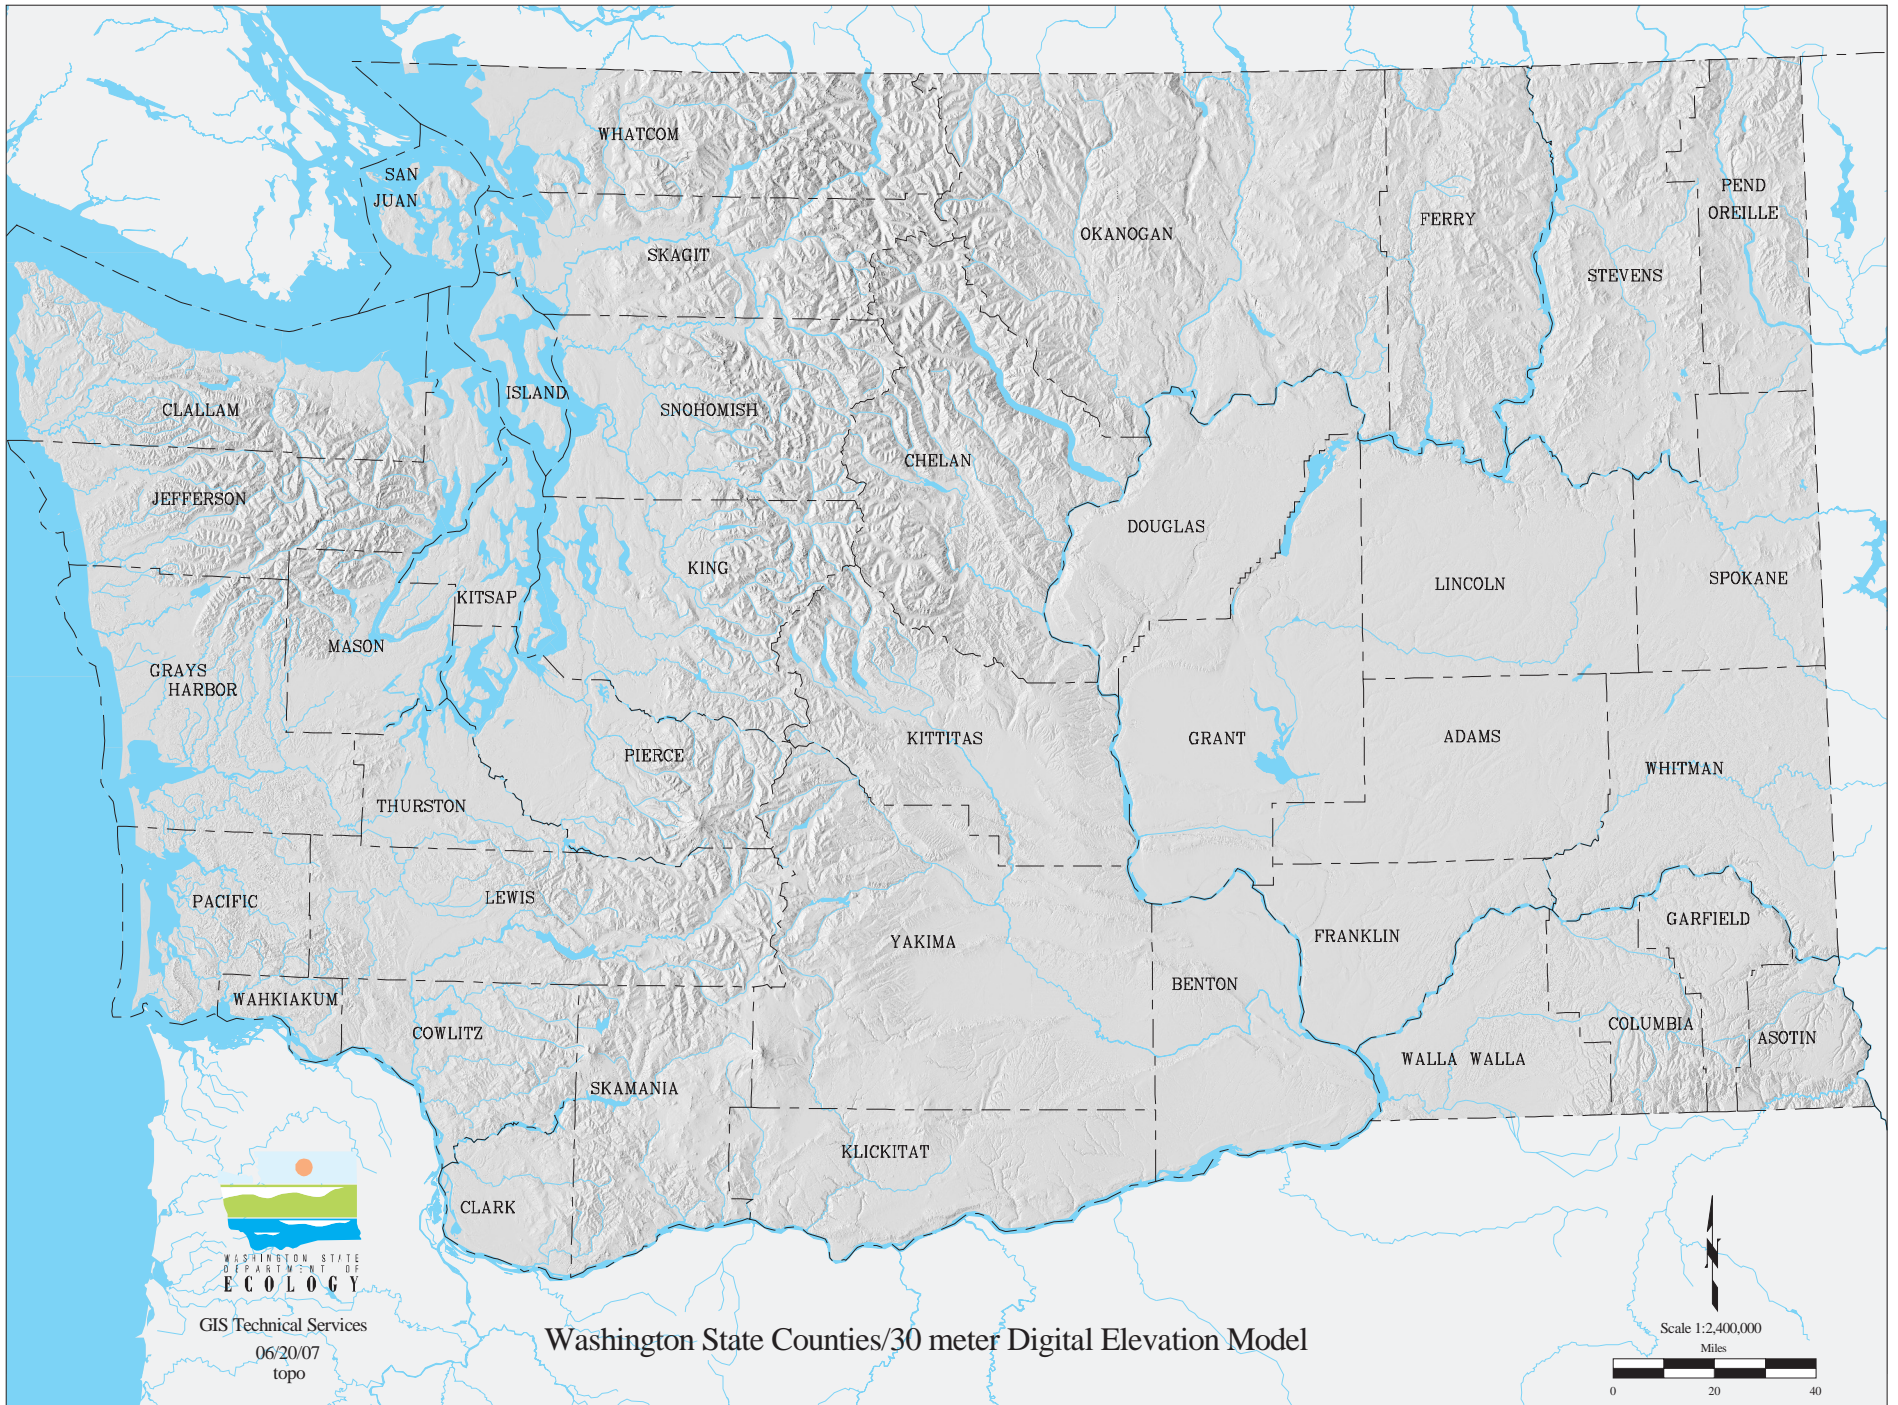 WHATCOM
SAN
JUAN
SKAGIT
OKANOGAN
FERRY
PEND
OREILLE
STEVENS
ISLAND
CLALLAM
SNOHOMISH
CHELAN
JEFFERSON
DOUGLAS
KING
KITSAP
LINCOLN
SPOKANE
MASON
GRAYS
HARBOR
KITTITAS
GRANT
ADAMS
PIERCE
WHITMAN
THURSTON
PACIFIC
LEWIS
GARFIELD
YAKIMA
FRANKLIN
BENTON
WAHKIAKUM
COWLITZ
COLUMBIA
ASOTIN
WALLA WALLA
SKAMANIA
KLICKITAT
CLARK
WASHINGTON STATE
DEPARTMENT OF
ECOLOGY
GIS Technical Services
06/20/07
topo
Washington State Counties/30 meter Digital Elevation Model
N
Scale 1:2,400,000
Miles
0 20 40